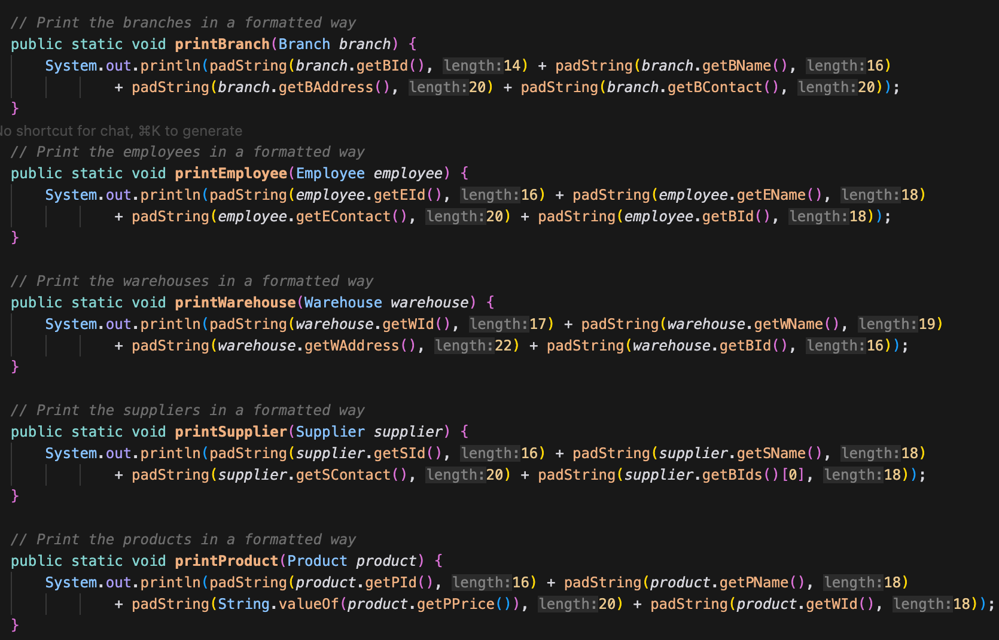 // Print the branches in a formatted way
public static void printBranch(Branch branch) {
System.out.println(padString(branch.getBId(), length:14) + padString(branch.getBName(), length:16)
+ padString(branch.getBAddress(), length:20) + padString(branch.getBContact(), length:20));
}
No shortcut for chat, ⌘K to generate
// Print the employees in a formatted way
public static void printEmployee(Employee employee) {
System.out.println(padString(employee.getEId(), length:16) + padString(employee.getEName(), length:18)
+ padString(employee.getEContact(), length:20) + padString(employee.getBId(), length:18));
}
// Print the warehouses in a formatted way
public static void printWarehouse(Warehouse warehouse) {
System.out.println(padString(warehouse.getWId(), length:17) + padString(warehouse.getWName(), length:19)
+ padString(warehouse.getWAddress(), length:22) + padString(warehouse.getBId(), length:16));
}
// Print the suppliers in a formatted way
public static void printSupplier(Supplier supplier) {
System.out.println(padString(supplier.getSId(), length:16) + padString(supplier.getSName(), length:18)
+ padString(supplier.getSContact(), length:20) + padString(supplier.getBIds()[0], length:18));
}
// Print the products in a formatted way
public static void printProduct(Product product) {
System.out.println(padString(product.getPId(), length:16) + padString(product.getPName(), length:18)
+ padString(String.valueOf(product.getPPrice()), length:20) + padString(product.getWId(), length:18));
}